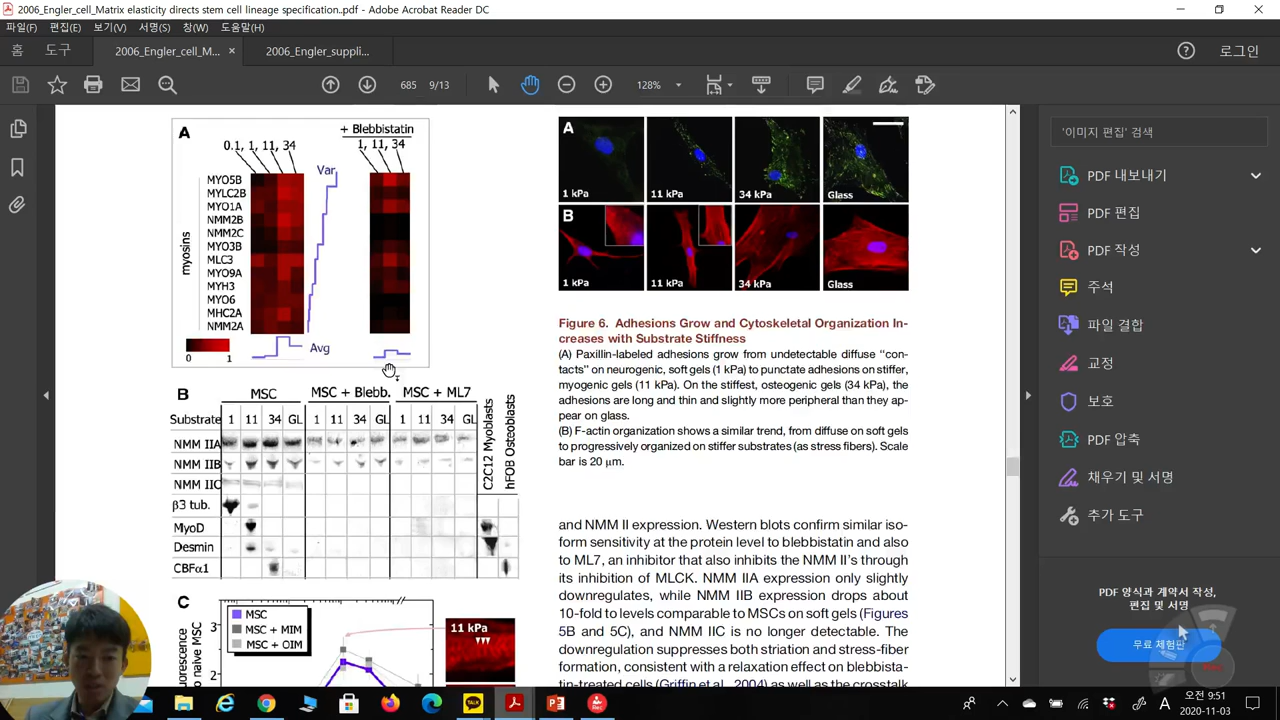 2006_Engler_cell_Matrix elasticity directs stem cell lineage specification..pdf - Adobe Acrobat Reader DC
파일(F) 편집(E) 보기(V) 서명(S) 창(W) 도움말(H)
홈 도구 2006_Engler_cell_M... × 2006_Engler_suppli... 로그인
685 9/13 128%
A
+ Blebbistatin
0.1, 1, 11, 34
1, 11, 34
Var
MYO5B
MYLC2B
MYO1A
NMM2B
NMM2C
MYO3B
MLC3
MYO9A
MYH3
MYO6
MHC2A
NMM2A
myosins
0 1
Avg
B
MSC MSC + Blebb. MSC + ML7
Substrate 1 11 34 GL 1 11 34 GL 1 11 34 GL
C2C12 Myoblasts
hFOB Osteoblasts
NMM IIA
NMM IIB
NMM IIC
β3 tub.
MyoD
Desmin
CBFα1
C
MSC
MSC + MIM
MSC + OIM
3
2
11 kPa
A
1 kPa 11 kPa 34 kPa Glass
B
1 kPa 11 kPa 34 kPa Glass
Figure 6. Adhesions Grow and Cytoskeletal Organization In-
creases with Substrate Stiffness
(A) Paxillin-labeled adhesions grow from undetectable diffuse “con-
tacts” on neurogenic, soft gels (1 kPa) to punctate adhesions on stiffer,
myogenic gels (11 kPa). On the stiffest, osteogenic gels (34 kPa), the
adhesions are long and thin and slightly more peripheral than they ap-
pear on glass.
(B) F-actin organization shows a similar trend, from diffuse on soft gels
to progressively organized on stiffer substrates (as stress fibers). Scale
bar is 20 μm.
and NMM II expression. Western blots confirm similar iso-
form sensitivity at the protein level to blebbistatin and also
to ML7, an inhibitor that also inhibits the NMM II's through
its inhibition of MLCK. NMM IIA expression only slightly
downregulates, while NMM IIB expression drops about
10-fold to levels comparable to MSCs on soft gels (Figures
5B and 5C), and NMM IIC is no longer detectable. The
downregulation suppresses both striation and stress-fiber
formation, consistent with a relaxation effect on blebbista-
tin-treated cells (Griffin et al., 2004) as well as the crosstalk
'이미지 편집' 검색
PDF 내보내기
PDF 편집
PDF 작성
주석
파일 결합
교정
보호
PDF 압축
채우기 및 서명
추가 도구
PDF 양식과 계약서 작성,
편집 및 서명
무료 체험판
TALK
A
오전 9:51
2020-11-03